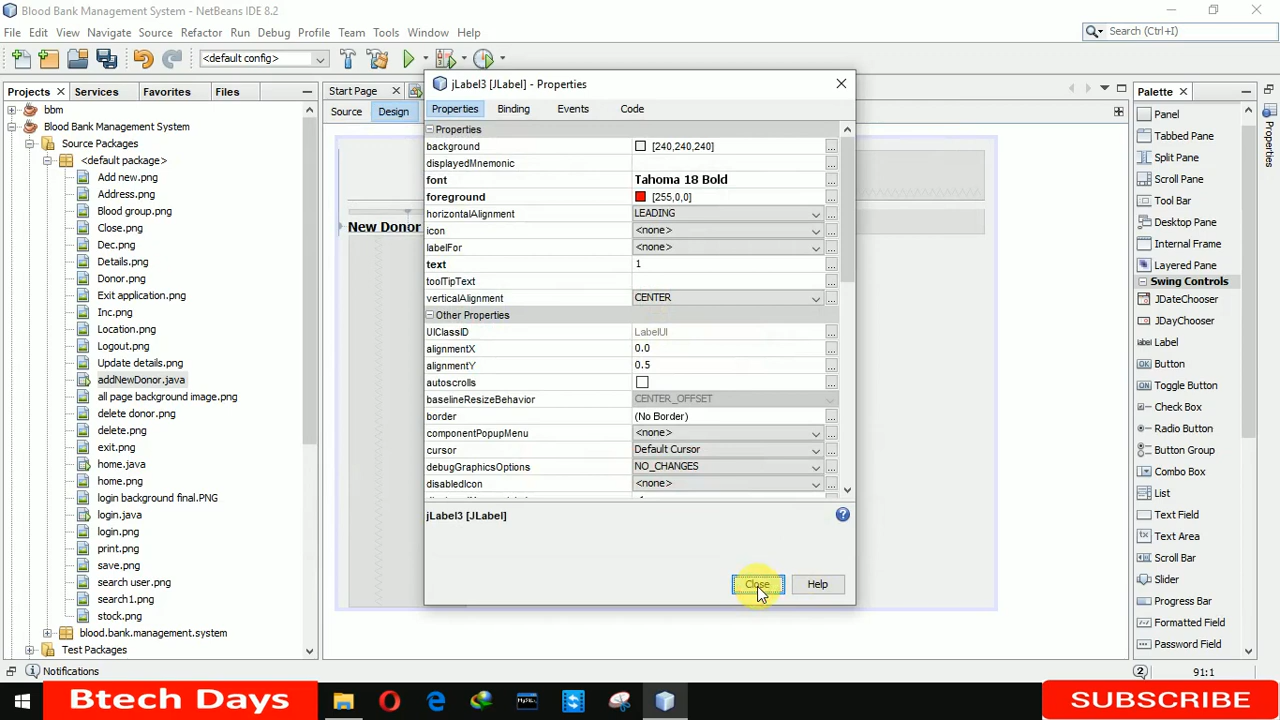 Blood Bank Management System - NetBeans IDE 8.2
File Edit View Navigate Source Refactor Run Debug Profile Team Tools Window Help
Search (Ctrl+I)
<default config>
Projects Services Favorites Files
bbm
Blood Bank Management System
Source Packages
<default package>
Add new.png
Address.png
Blood group.png
Close.png
Dec.png
Details.png
Donor.png
Exit application.png
Inc.png
Location.png
Logout.png
Update details.png
addNewDonor.java
all page background image.png
delete donor.png
delete.png
exit.png
home.java
home.png
login background final.PNG
login.java
login.png
print.png
save.png
search user.png
search1.png
stock.png
blood.bank.management.system
Test Packages
Start Page
Source Design
New Donor
jLabel3 [JLabel] - Properties
Properties Binding Events Code
Properties
background [240,240,240]
displayedMnemonic
font Tahoma 18 Bold
foreground [255,0,0]
horizontalAlignment LEADING
icon <none>
labelFor <none>
text 1
toolTipText
verticalAlignment CENTER
Other Properties
UIClassID LabelUI
alignmentX 0.0
alignmentY 0.5
autoscrolls
baselineResizeBehavior CENTER_OFFSET
border (No Border)
componentPopupMenu <none>
cursor Default Cursor
debugGraphicsOptions NO_CHANGES
disabledIcon <none>
jLabel3 [JLabel]
Close Help
Palette
Panel
Tabbed Pane
Split Pane
Scroll Pane
Tool Bar
Desktop Pane
Internal Frame
Layered Pane
Swing Controls
JDateChooser
JDayChooser
Label
Button
Toggle Button
Check Box
Radio Button
Button Group
Combo Box
List
Text Field
Text Area
Scroll Bar
Slider
Progress Bar
Formatted Field
Password Field
Properties
Notifications
2 91:1
Btech Days
SUBSCRIBE